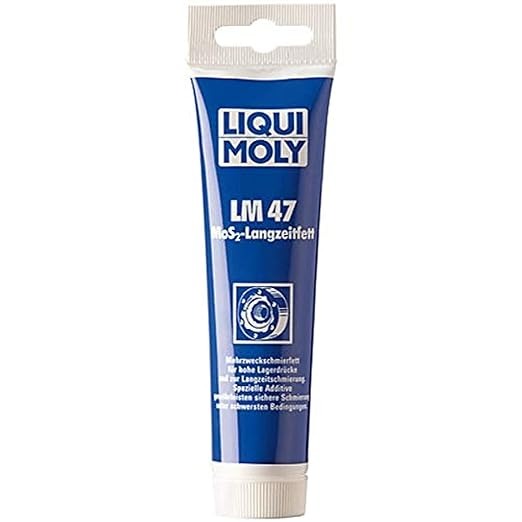 LIQUI
MOLY
LM 47
MoS₂-Langzeitfett
Mehrzweckschmierfett
für hohe Lagerdrücke
und zur Langzeitschmierung.
Spezielle Additive
gewährleisten sichere Schmierung
unter schwersten Bedingungen.